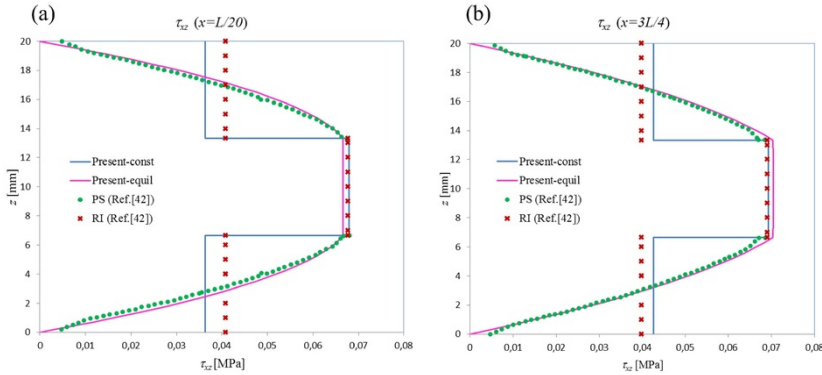 (a)
τxz (x=L/20)
20
18
16
14
12
10
8
6
4
2
0
z [mm]
Present-const
Present-equil
PS (Ref.[42])
RI (Ref.[42])
0
0,01
0,02
0,03
0,04
0,05
0,06
0,07
0,08
τxz [MPa]
(b)
τxz (x=3L/4)
20
18
16
14
12
10
8
6
4
2
0
z [mm]
Present-const
Present-equil
PS (Ref.[42])
RI (Ref.[42])
0
0,01
0,02
0,03
0,04
0,05
0,06
0,07
0,08
τxz [MPa]